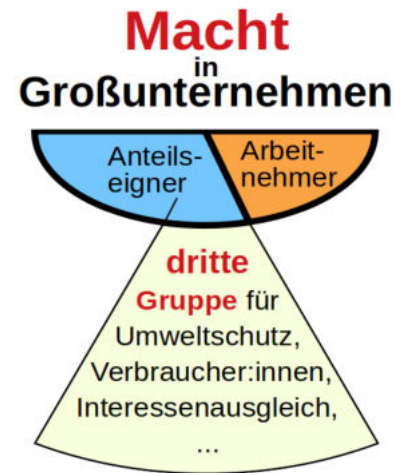 Macht
in
Großunternehmen
Anteils-
eigner
Arbeit-
nehmer
dritte
Gruppe für
Umweltschutz,
Verbraucher:innen,
Interessenausgleich,
...